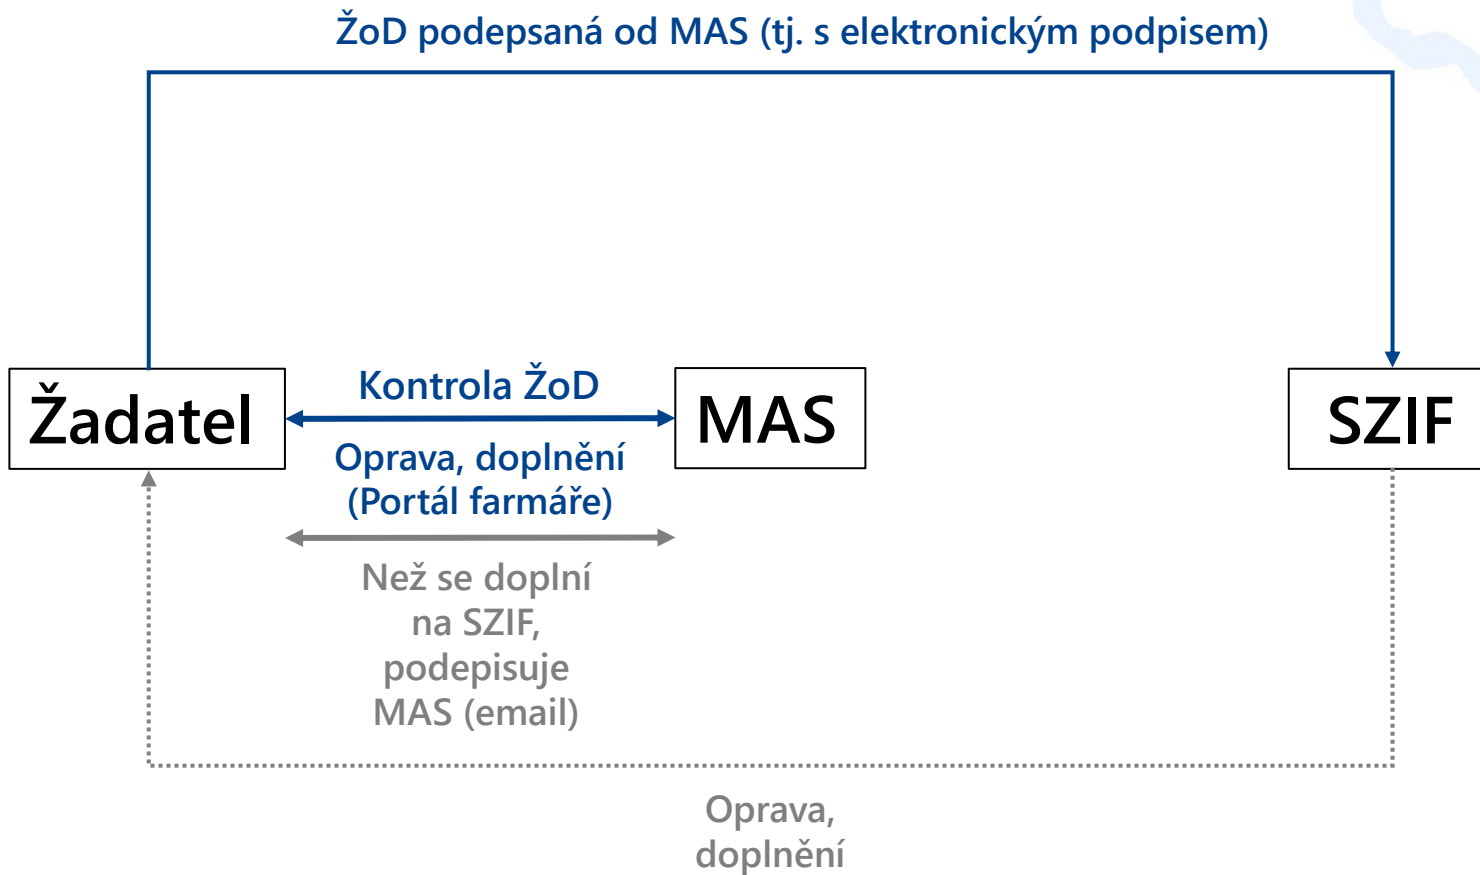 ŽoD podepsaná od MAS (tj. s elektronickým podpisem)
Žadatel
Kontrola ŽoD
MAS
SZIF
Oprava, doplnění
(Portál farmáře)
Než se doplní
na SZIF,
podepisuje
MAS (email)
Oprava,
doplnění